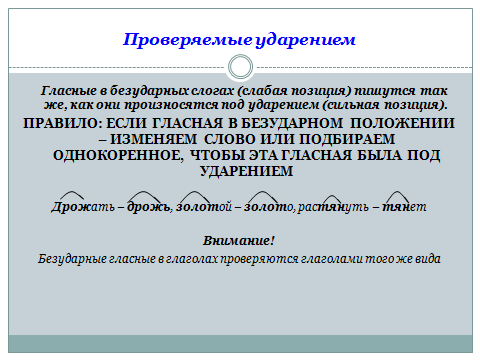 Проверяемые ударением
Гласные в безударных слогах (слабая позиция) пишутся так
же, как они произносятся под ударением (сильная позиция).
ПРАВИЛО: ЕСЛИ ГЛАСНАЯ В БЕЗУДАРНОМ ПОЛОЖЕНИИ
– ИЗМЕНЯЕМ СЛОВО ИЛИ ПОДБИРАЕМ
ОДНОКОРЕННОЕ, ЧТОБЫ ЭТА ГЛАСНАЯ БЫЛА ПОД
УДАРЕНИЕМ
Дрожать – дрожь, золотой – золото, растянуть – тянет
Внимание!
Безударные гласные в глаголах проверяются глаголами того же вида